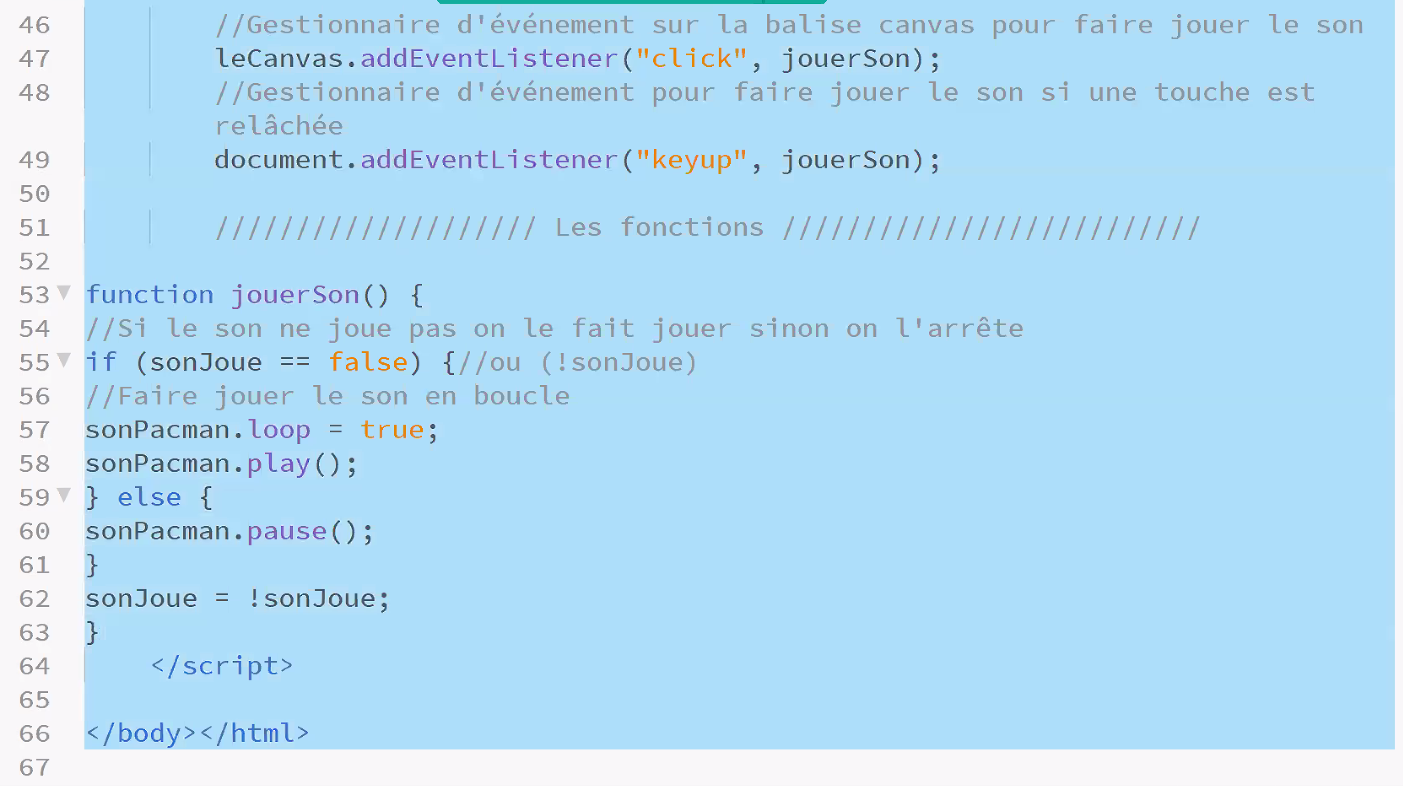 46 //Gestionnaire d'événement sur la balise canvas pour faire jouer le son
47 leCanvas.addEventListener("click", jouerSon);
48 //Gestionnaire d'événement pour faire jouer le son si une touche est
relâchée
49 document.addEventListener("keyup", jouerSon);
50
51 //////////////////// Les fonctions //////////////////////////
52
53 function jouerSon() {
54 //Si le son ne joue pas on le fait jouer sinon on l'arrête
55 if (sonJoue == false) {//ou (!sonJoue)
56 //Faire jouer le son en boucle
57 sonPacman.loop = true;
58 sonPacman.play();
59 } else {
60 sonPacman.pause();
61 }
62 sonJoue = !sonJoue;
63 }
64 </script>
65
66 </body></html>
67